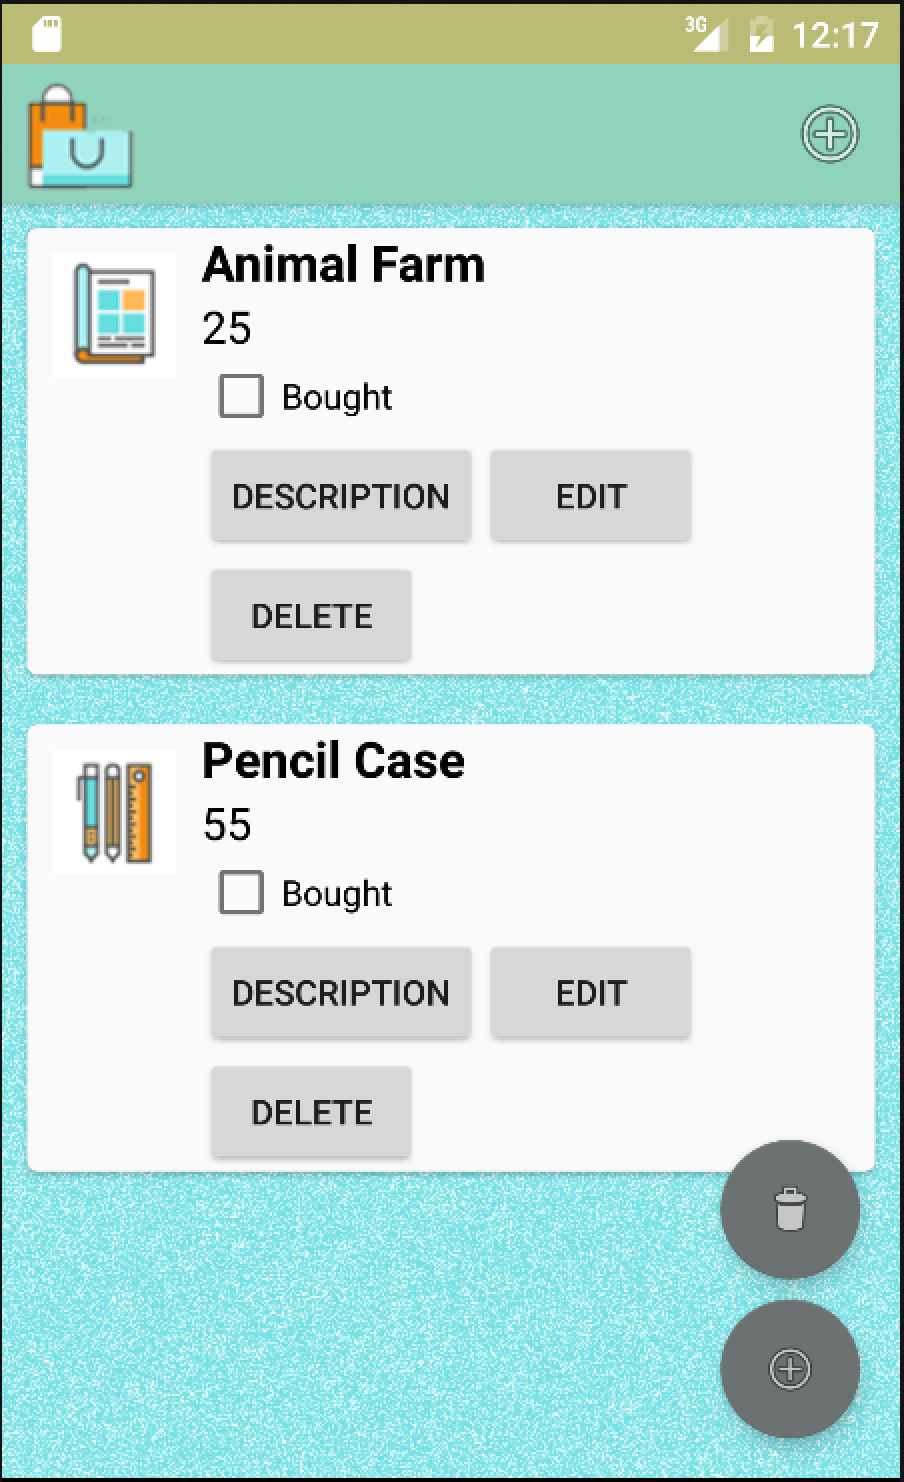 3G 12:17
Animal Farm
25
Bought
DESCRIPTION EDIT
DELETE
Pencil Case
55
Bought
DESCRIPTION EDIT
DELETE